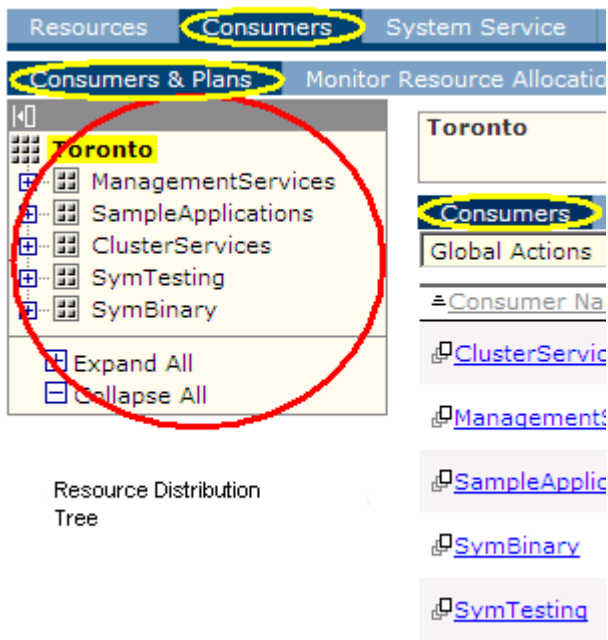 Resources Consumers System Service
Consumers & Plans Monitor Resource Allocatio
Toronto
ManagementServices
SampleApplications
ClusterServices
SymTesting
SymBinary
Expand All
Collapse All
Resource Distribution
Tree
Toronto
Consumers
Global Actions
Consumer Na
ClusterServic
ManagementS
SampleApplic
SymBinary
SymTesting